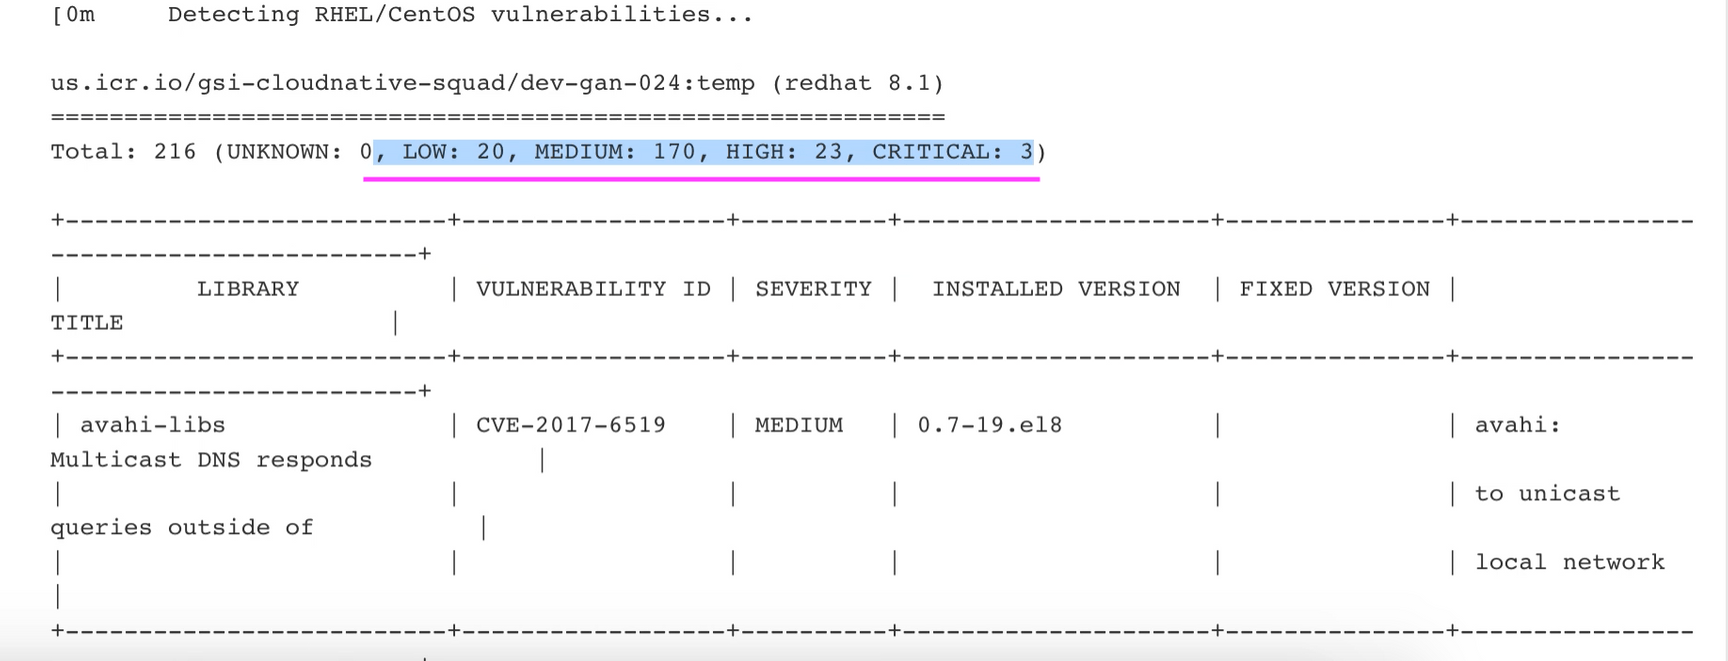 [0m     Detecting RHEL/CentOS vulnerabilities...
us.icr.io/gsi-cloudnative-squad/dev-gan-024:temp (redhat 8.1)
=============================================================
Total: 216 (UNKNOWN: 0, LOW: 20, MEDIUM: 170, HIGH: 23, CRITICAL: 3)
+--------------------------+------------------+----------+---------------------+--------------+----------------
-------------------------+
|         LIBRARY          | VULNERABILITY ID | SEVERITY |  INSTALLED VERSION  | FIXED VERSION |
TITLE                  |
+--------------------------+------------------+----------+---------------------+--------------+----------------
-------------------------+
| avahi-libs               | CVE-2017-6519    | MEDIUM   | 0.7-19.el8          |               | avahi:
Multicast DNS responds           |
|                          |                  |          |                     |               | to unicast
queries outside of           |
|                          |                  |          |                     |               | local network
|
+--------------------------+------------------+----------+---------------------+--------------+----------------